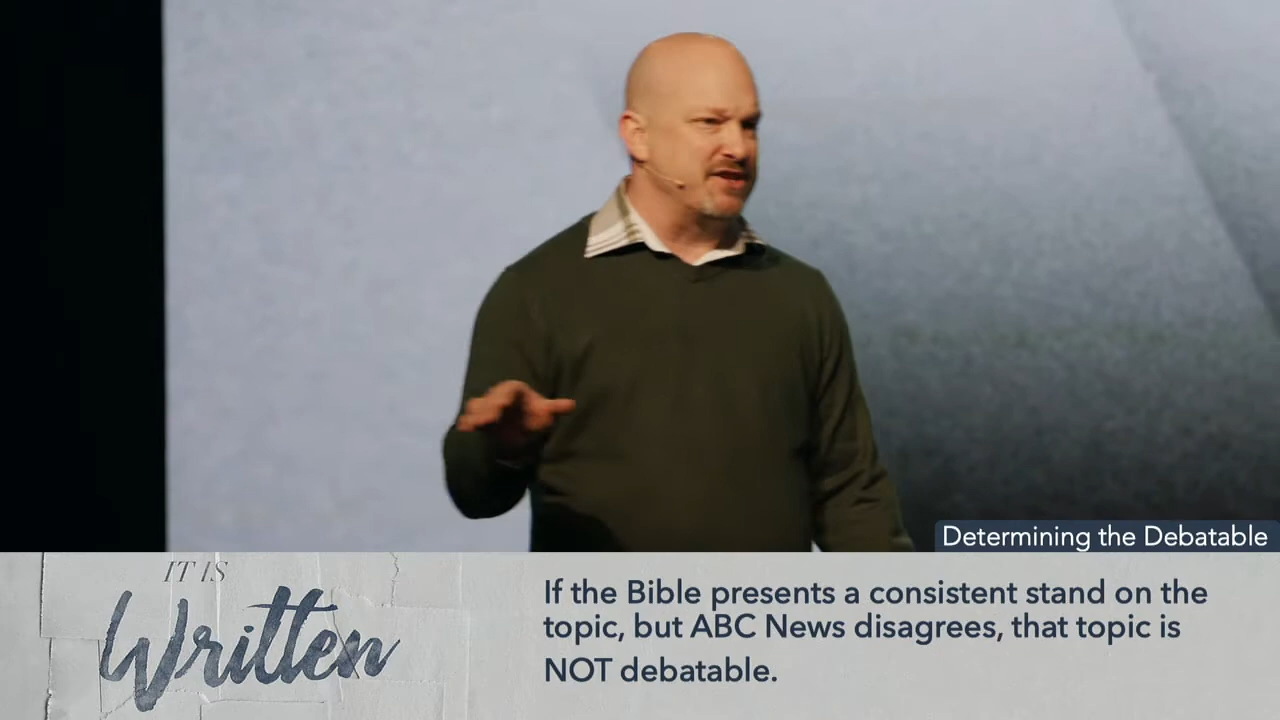 Determining the Debatable
IT IS
Written
If the Bible presents a consistent stand on the
topic, but ABC News disagrees, that topic is
NOT debatable.